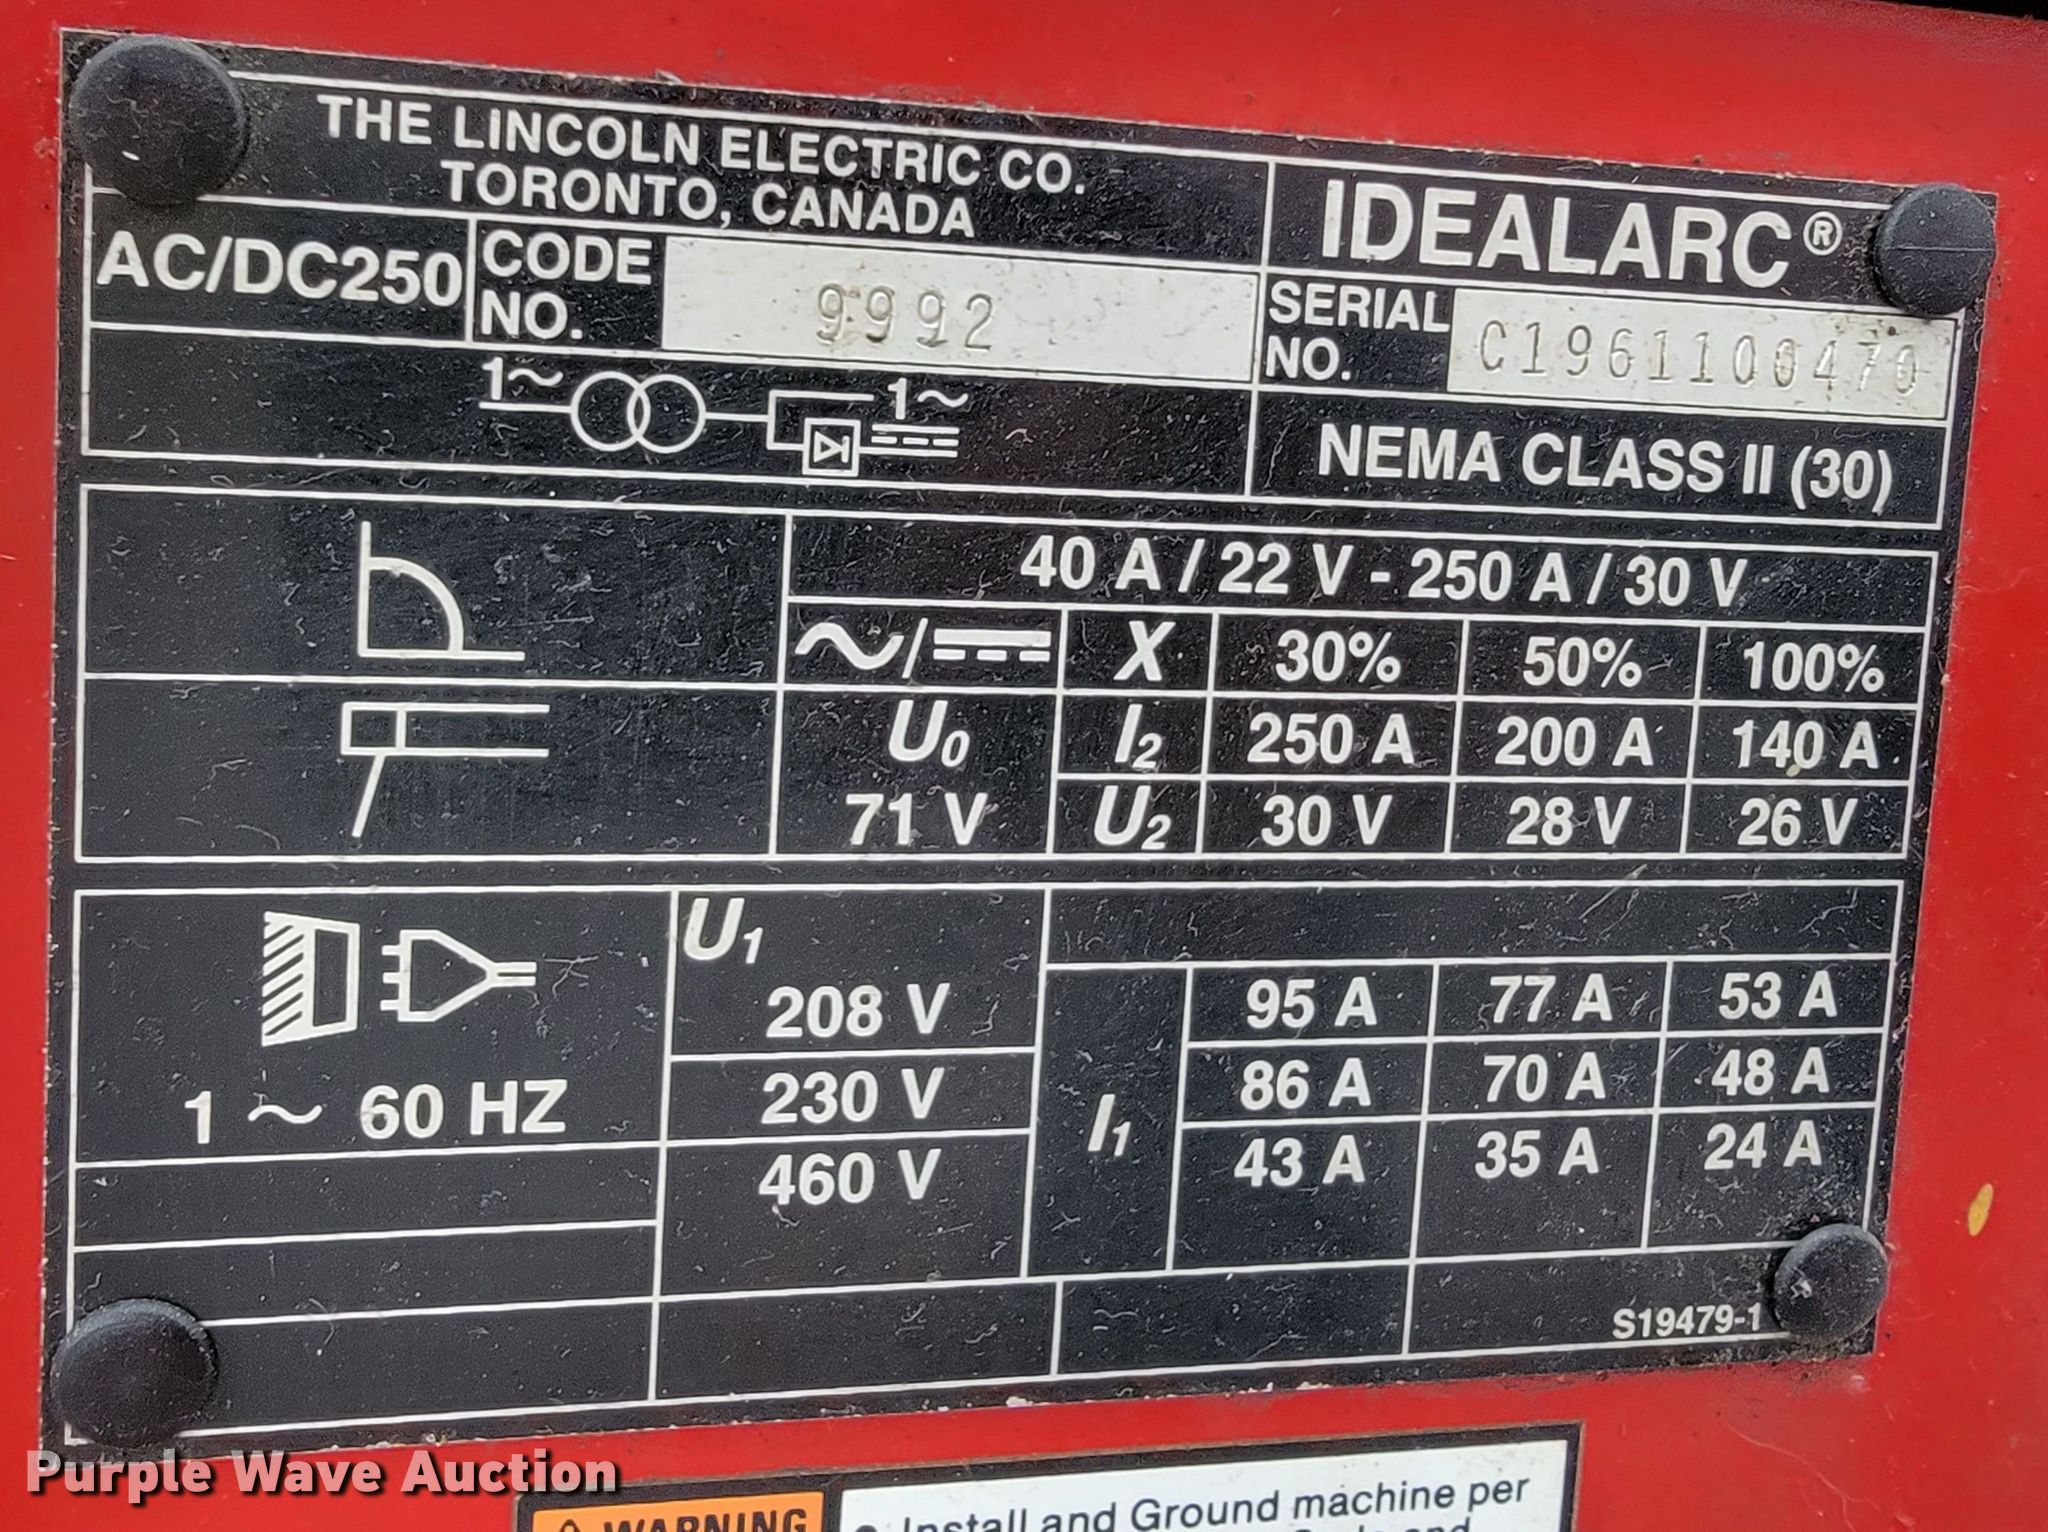 THE LINCOLN ELECTRIC CO.
TORONTO, CANADA
IDEALARC®
AC/DC250
CODE NO. 9992
SERIAL NO. C1961100470
1~ 1~
NEMA CLASS II (30)
40 A / 22 V - 250 A / 30 V
~/ X 30% 50% 100%
U0 I2 250 A 200 A 140 A
71 V U2 30 V 28 V 26 V
U1
208 V 95 A 77 A 53 A
1 ~ 60 HZ 230 V I1 86 A 70 A 48 A
460 V 43 A 35 A 24 A
S19479-1
Purple Wave Auction
WARNING
• Install and Ground machine per